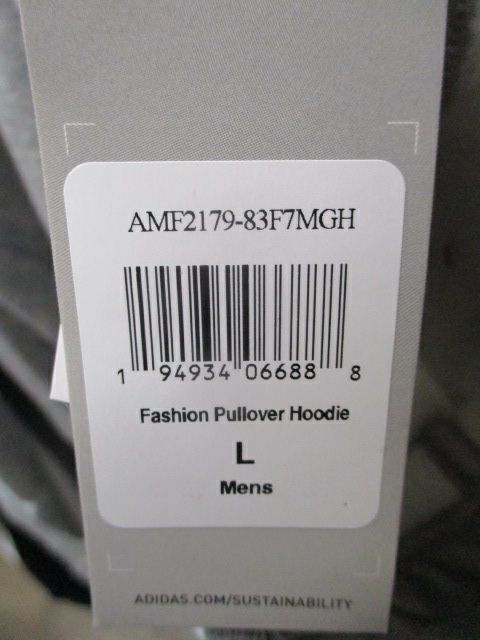 AMF2179-83F7MGH
1 94934 06688 8
Fashion Pullover Hoodie
L
Mens
ADIDAS.COM/SUSTAINABILITY